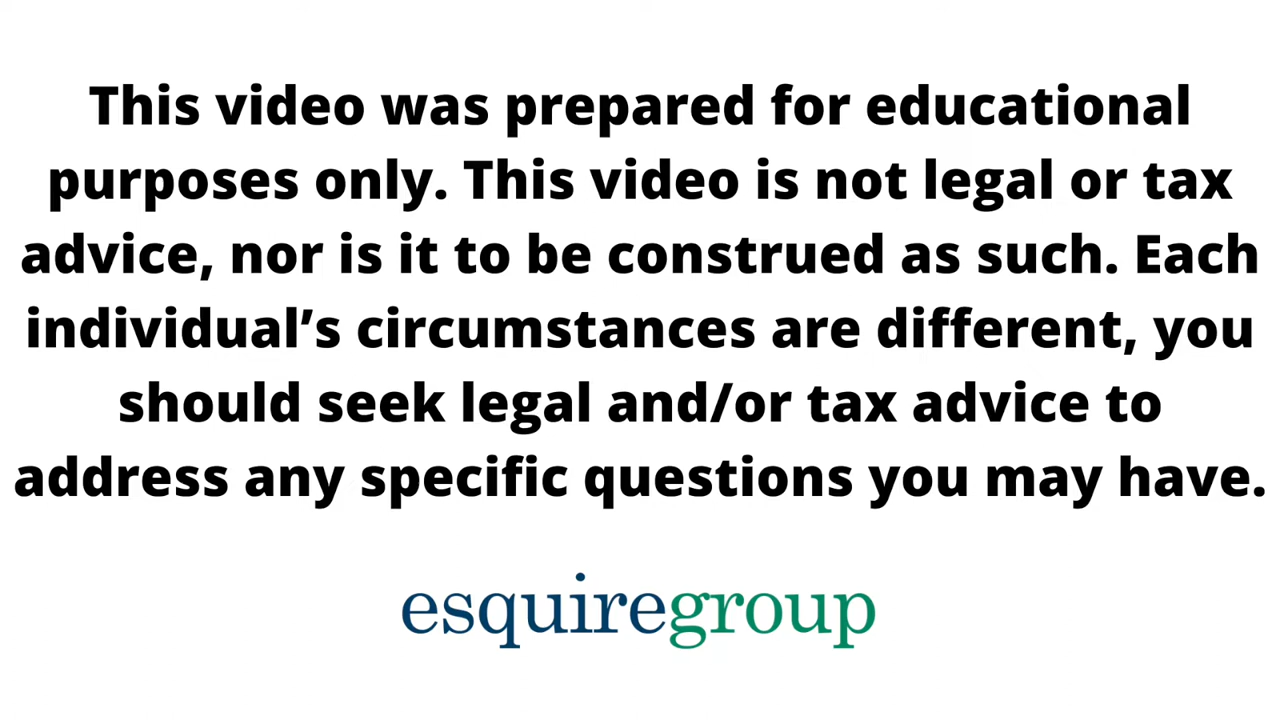 This video was prepared for educational
purposes only. This video is not legal or tax
advice, nor is it to be construed as such. Each
individual’s circumstances are different, you
should seek legal and/or tax advice to
address any specific questions you may have.
esquiregroup